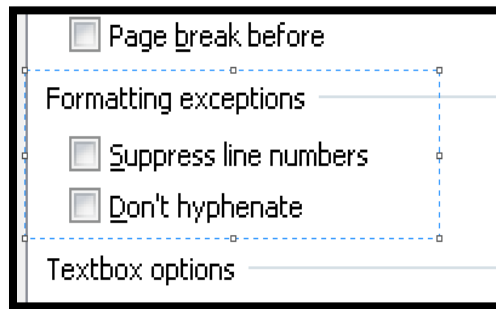 Page break before
Formatting exceptions
Suppress line numbers
Don't hyphenate
Textbox options